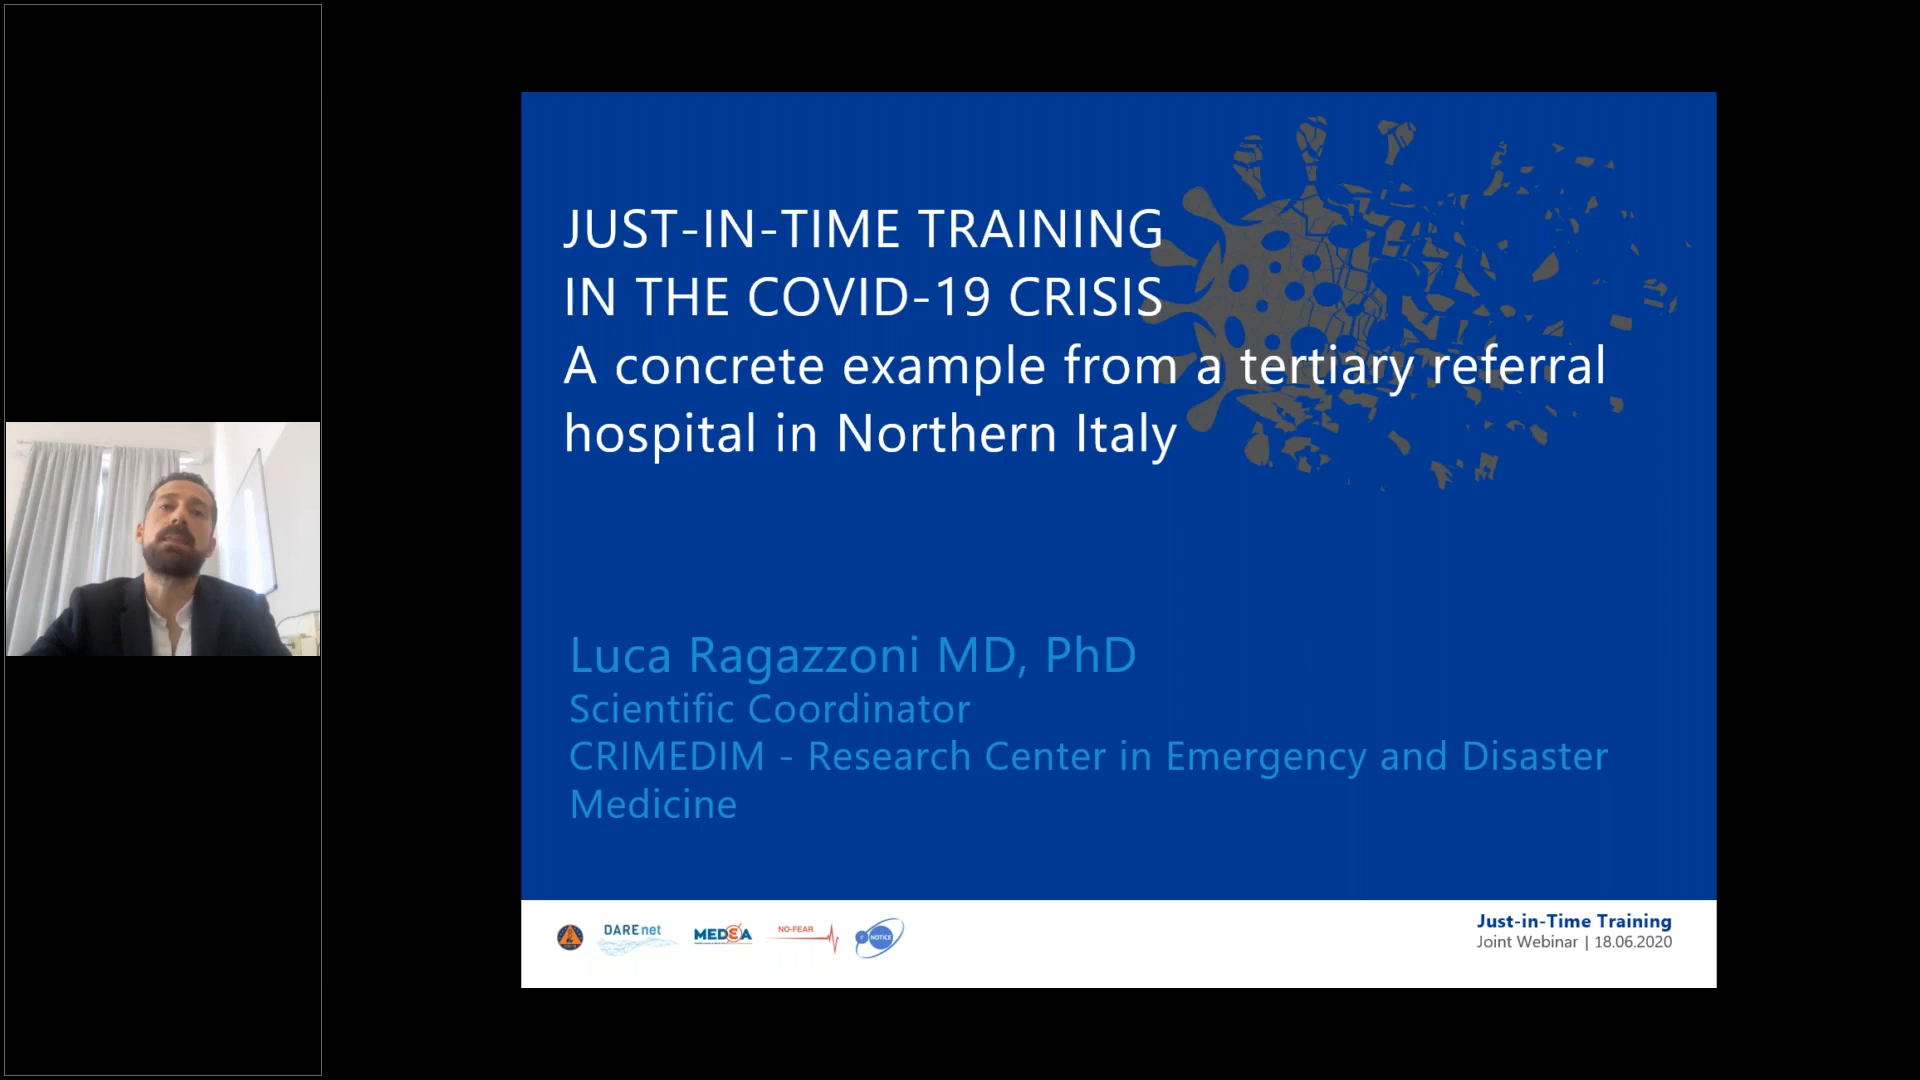 JUST-IN-TIME TRAINING
IN THE COVID-19 CRISIS
A concrete example from a tertiary referral
hospital in Northern Italy
Luca Ragazzoni MD, PhD
Scientific Coordinator
CRIMEDIM - Research Center in Emergency and Disaster
Medicine
DAREnet
MEDEA
NO-FEAR
NOTICE
Just-in-Time Training
Joint Webinar | 18.06.2020